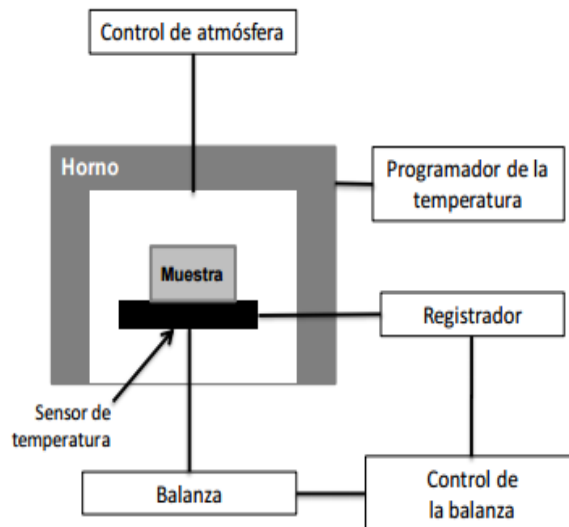 Control de atmósfera
Horno
Programador de la
temperatura
Muestra
Registrador
Sensor de
temperatura
Balanza
Control de
la balanza